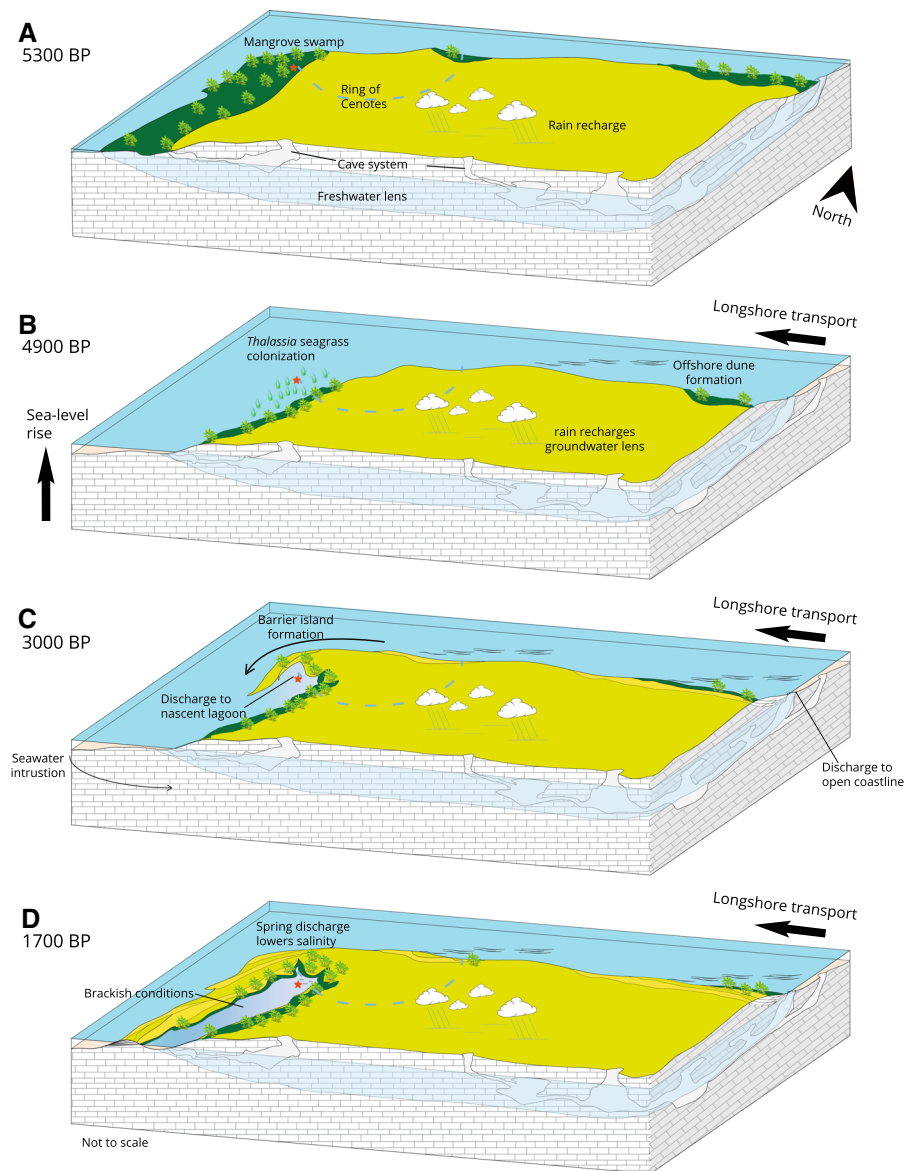 A
5300 BP
Mangrove swamp
Ring of
Cenotes
Rain recharge
Cave system
Freshwater lens
North
B
4900 BP
Longshore transport
Thalassia seagrass
colonization
Offshore dune
formation
Sea-level
rise
rain recharges
groundwater lens
C
3000 BP
Longshore transport
Barrier island
formation
Discharge to
nascent lagoon
Seawater
intrusion
Discharge to
open coastline
D
1700 BP
Longshore transport
Spring discharge
lowers salinity
Brackish conditions
Not to scale